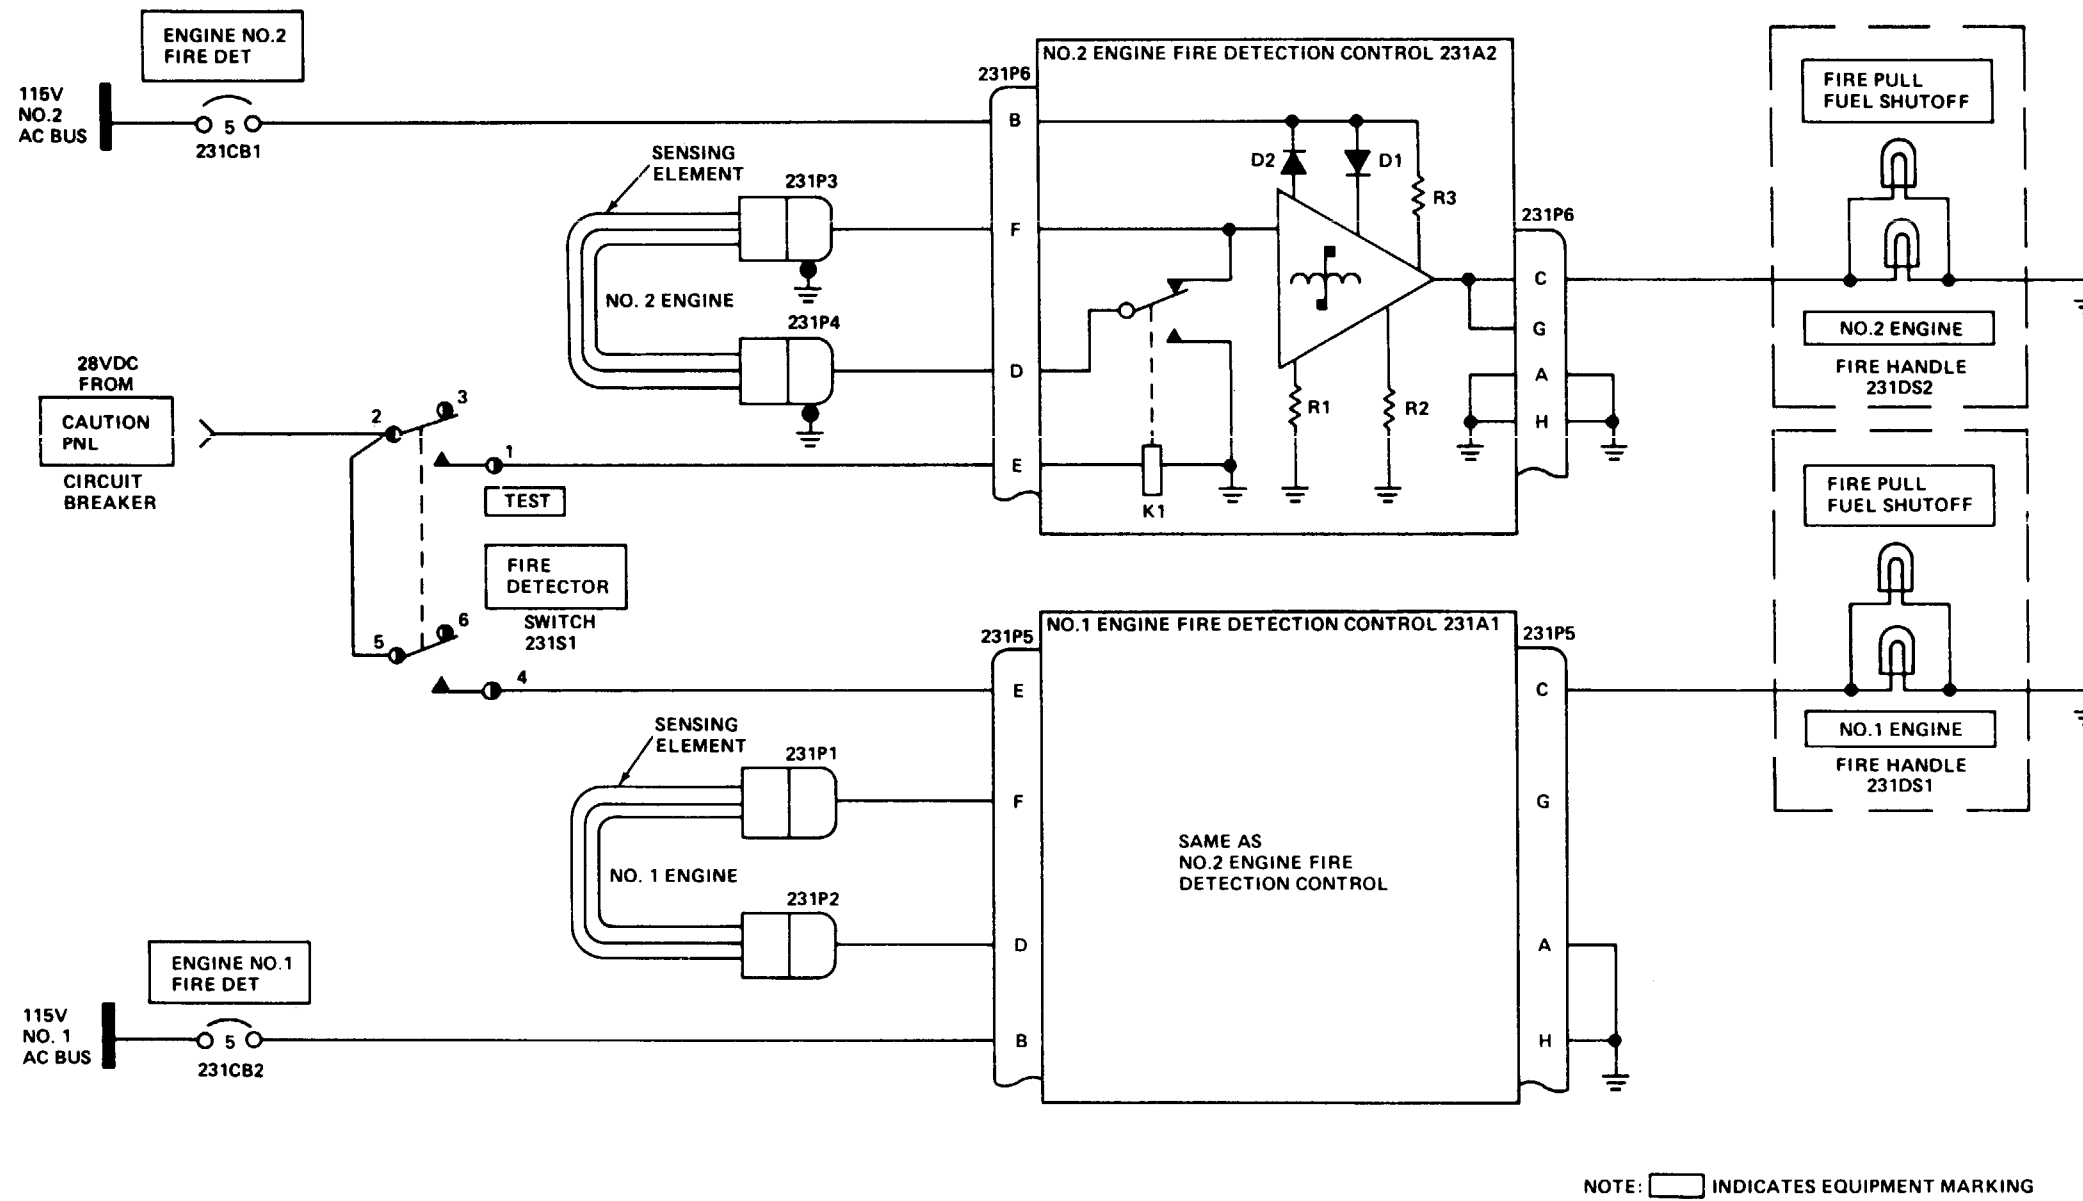 ENGINE NO.2
FIRE DET
115V
NO.2
AC BUS
5
231CB1
SENSING
ELEMENT
231P3
NO. 2 ENGINE
231P4
28VDC
FROM
CAUTION
PNL
CIRCUIT
BREAKER
2
3
1
TEST
FIRE
DETECTOR
SWITCH
231S1
5
6
4
NO.2 ENGINE FIRE DETECTION CONTROL 231A2
231P6
B
F
D
E
D2
D1
R3
R1
R2
K1
231P6
C
G
A
H
FIRE PULL
FUEL SHUTOFF
NO.2 ENGINE
FIRE HANDLE
231DS2
NO.1 ENGINE FIRE DETECTION CONTROL 231A1
231P5
E
F
D
B
SAME AS
NO.2 ENGINE FIRE
DETECTION CONTROL
231P5
C
G
A
H
FIRE PULL
FUEL SHUTOFF
NO.1 ENGINE
FIRE HANDLE
231DS1
SENSING
ELEMENT
231P1
NO. 1 ENGINE
231P2
ENGINE NO.1
FIRE DET
115V
NO. 1
AC BUS
5
231CB2
NOTE: INDICATES EQUIPMENT MARKING